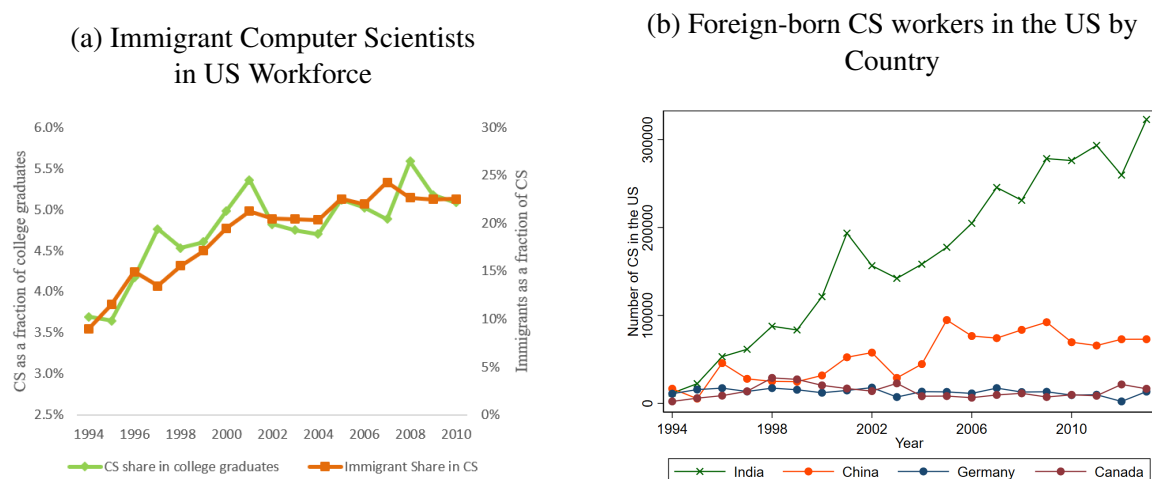 (a) Immigrant Computer Scientists
in US Workforce
CS as a fraction of college graduates
6.0%
5.5%
5.0%
4.5%
4.0%
3.5%
3.0%
2.5%
30%
25%
20%
15%
10%
5%
0%
Immigrants as a fraction of CS
1994 1996 1998 2000 2002 2004 2006 2008 2010
CS share in college graduates Immigrant Share in CS
(b) Foreign-born CS workers in the US by
Country
Number of CS in the US
300000
200000
100000
0
1994 1998 2002 2006 2010
Year
India China Germany Canada